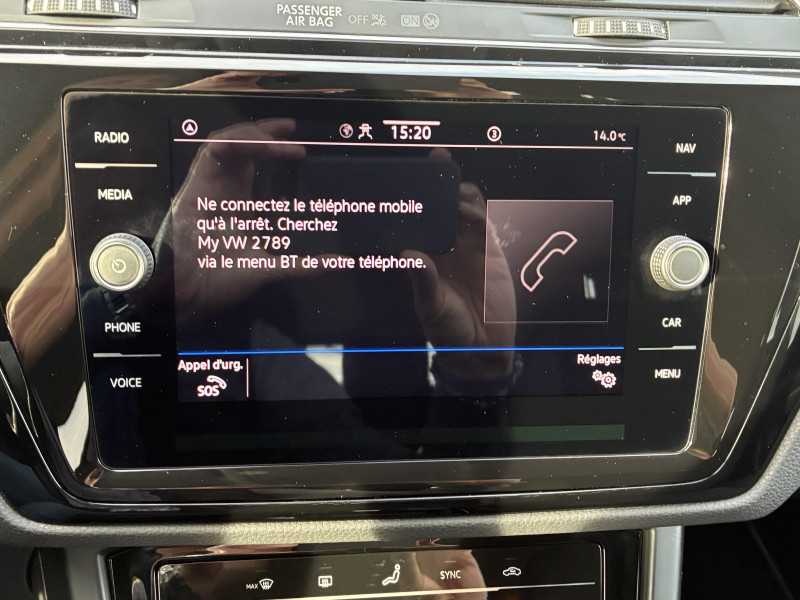 PASSENGER
AIR BAG OFF ON
RADIO
MEDIA
PHONE
VOICE
15:20 3 14.0°C
Ne connectez le téléphone mobile
qu'à l'arrêt. Cherchez
My VW 2789
via le menu BT de votre téléphone.
Appel d'urg.
SOS
Réglages
NAV
APP
CAR
MENU
MAX SYNC